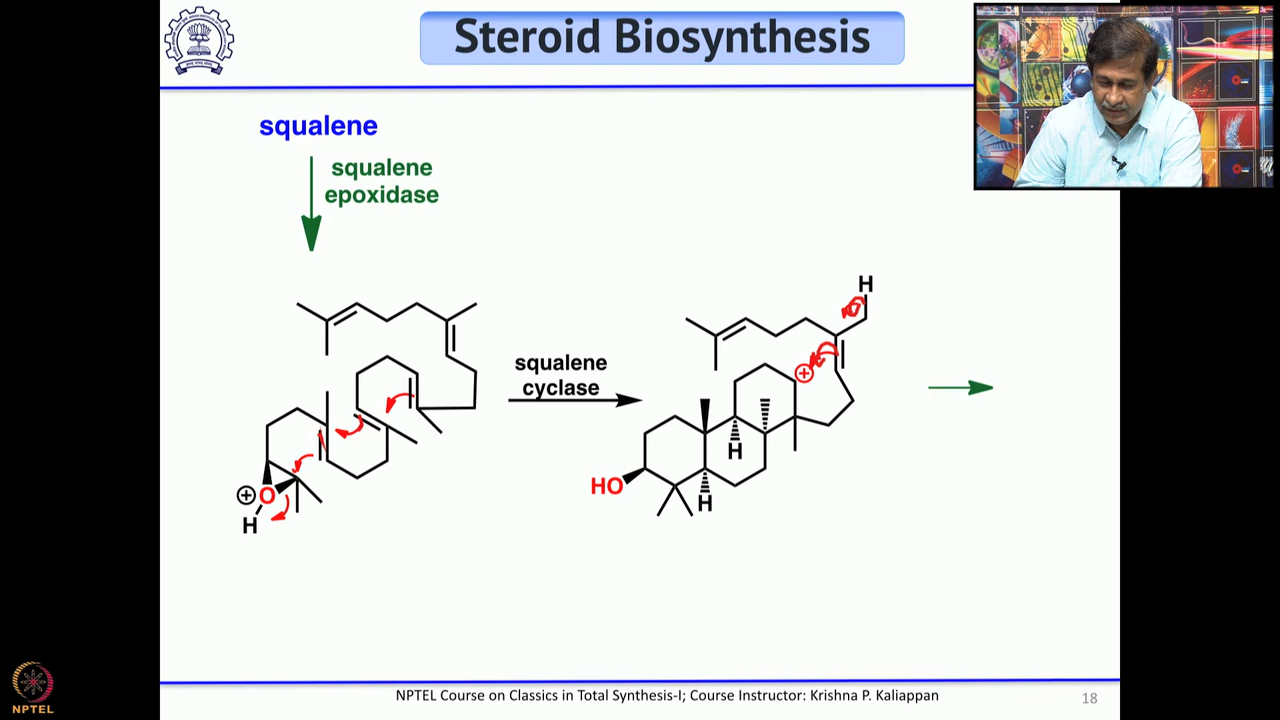 Steroid Biosynthesis
squalene
squalene
epoxidase
H
squalene
cyclase
H
HO
H
O
H
NPTEL Course on Classics in Total Synthesis-I; Course Instructor: Krishna P. Kaliappan
18
NPTEL